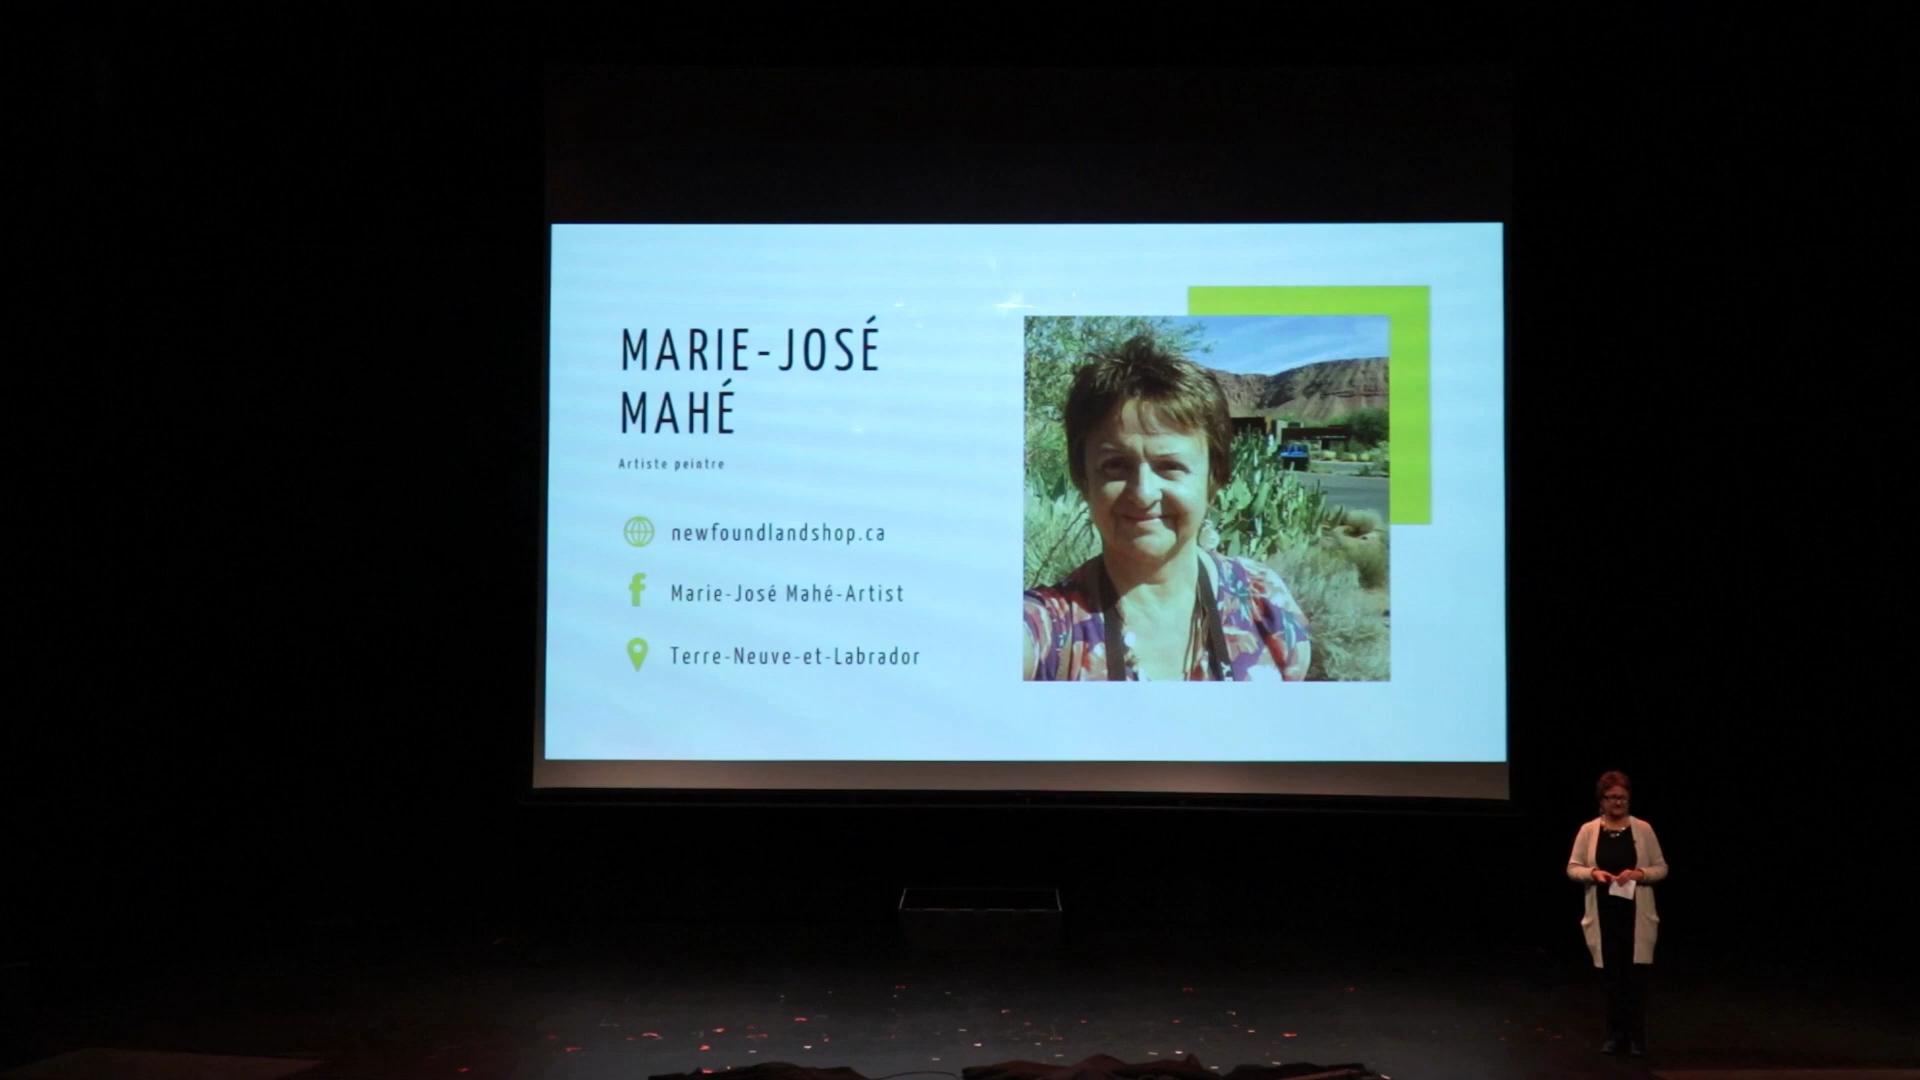 MARIE-JOSÉ
MAHÉ
Artiste peintre
newfoundlandshop.ca
Marie-José Mahé-Artist
Terre-Neuve-et-Labrador